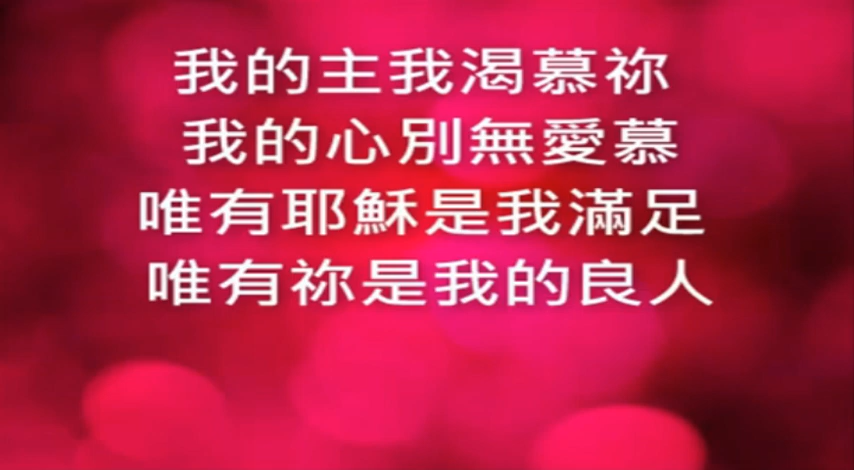 我的主我渴慕祢
我的心別無愛慕
唯有耶穌是我滿足
唯有祢是我的良人